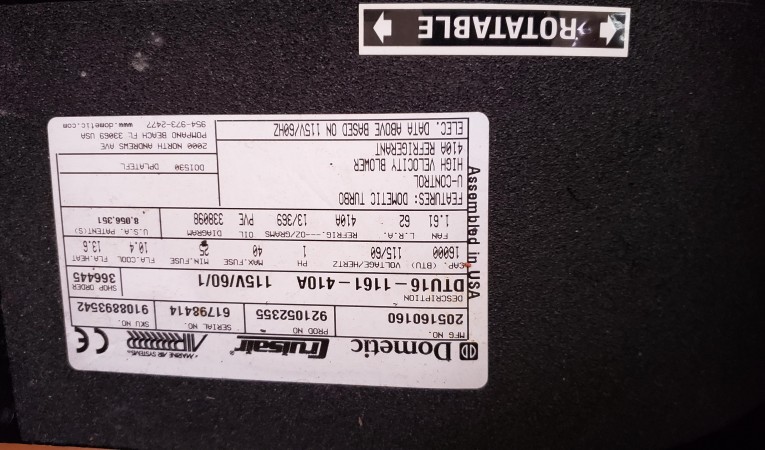 Dometic Cruisair MARINE AIR SYSTEMS AIR CE
MFG NO. PROD NO SERIAL NO. SKU NO.
205160160 921052355 61798414 9108893542
DESCRIPTION SHOP ORDER
DTU16-1161-410A 115V/60/1 366445
CAP. (BTU) VOLTAGE/HERTZ PH MAX.FUSE MIN.FUSE FLA-COOL FLA.HEAT
16000 115/60 1 40 25 10.4 13.6
FAN L.R.A. REFRIG.---OZ/GRAMS OIL DIAGRAM U.S.A. PATENT(S)
1.61 62 410A 13/369 PVE 338098 8,056,351
FEATURES: DOMETIC TURBO
U-CONTROL
HIGH VELOCITY BLOWER
410A REFRIGERANT
DO1530 DPLATEFL
ELEC. DATA ABOVE BASED ON 115V/60HZ
2000 NORTH ANDREWS AVE
POMPANO BEACH FL 33069 USA
954-973-2477 www.dometic.com
Assembled in USA
ROTATABLE